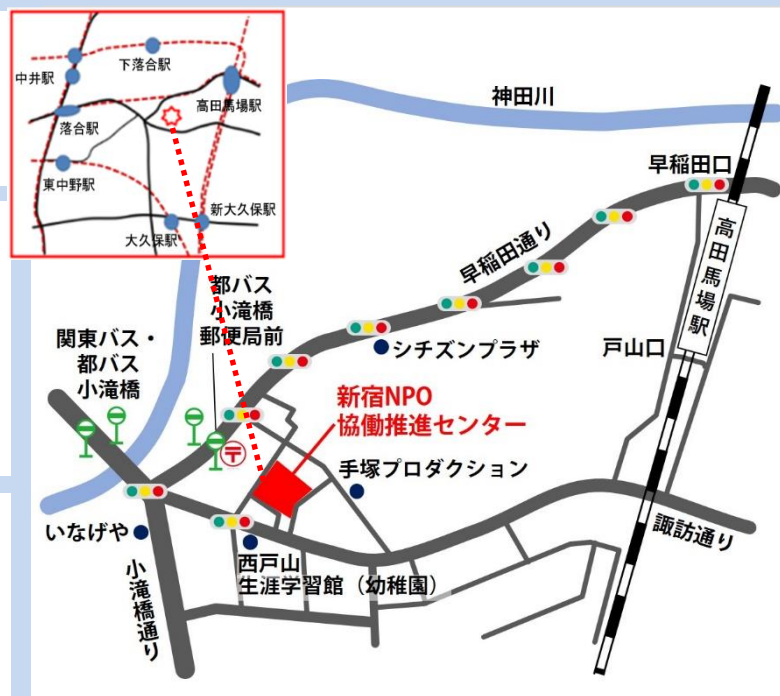 下落合駅
中井駅
高田馬場駅
落合駅
東中野駅
新大久保駅
大久保駅
神田川
早稲田口
早稲田通り
高田馬場駅
都バス
小滝橋
郵便局前
関東バス・
都バス
小滝橋
シチズンプラザ
戸山口
新宿NPO
協働推進センター
〒
手塚プロダクション
いなげや
諏訪通り
西戸山
生涯学習館（幼稚園）
小滝橋通り